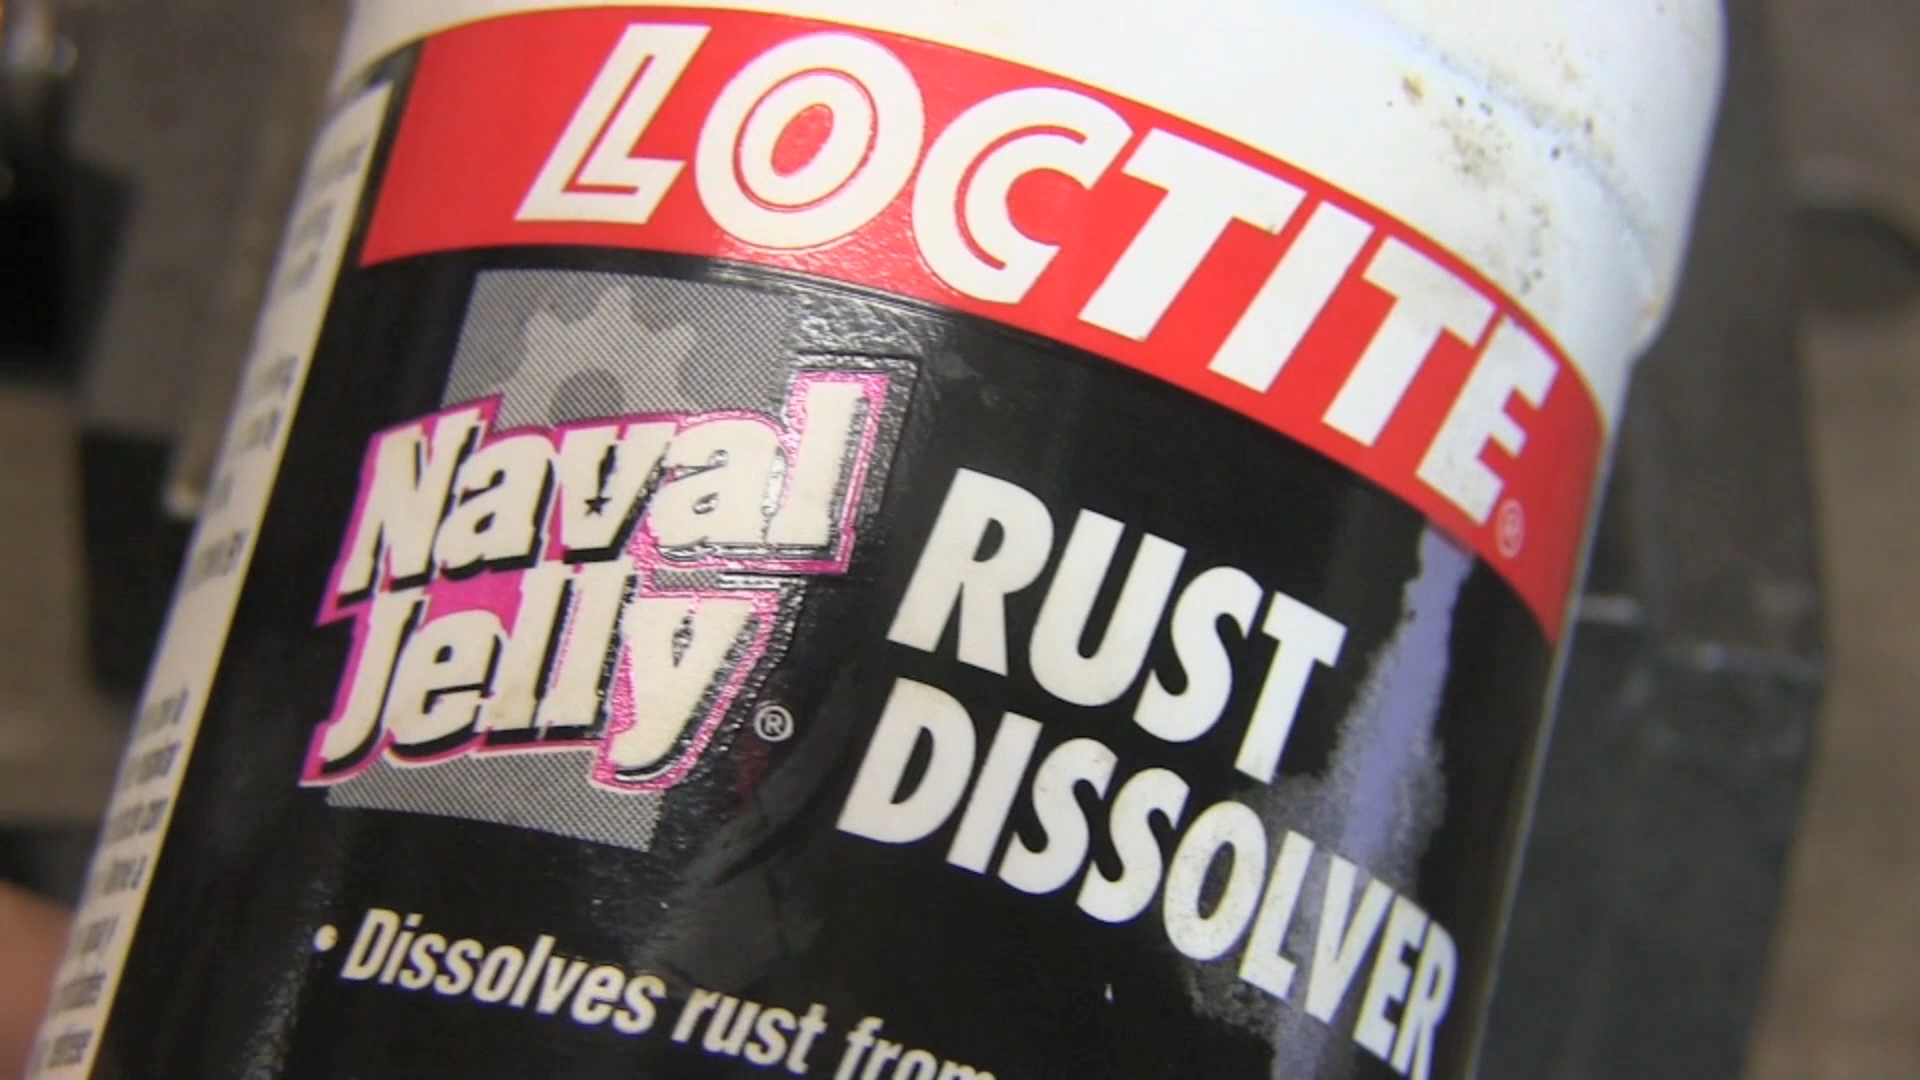 LOCTITE®
Naval
Jelly®
RUST
DISSOLVER
• Dissolves rust from